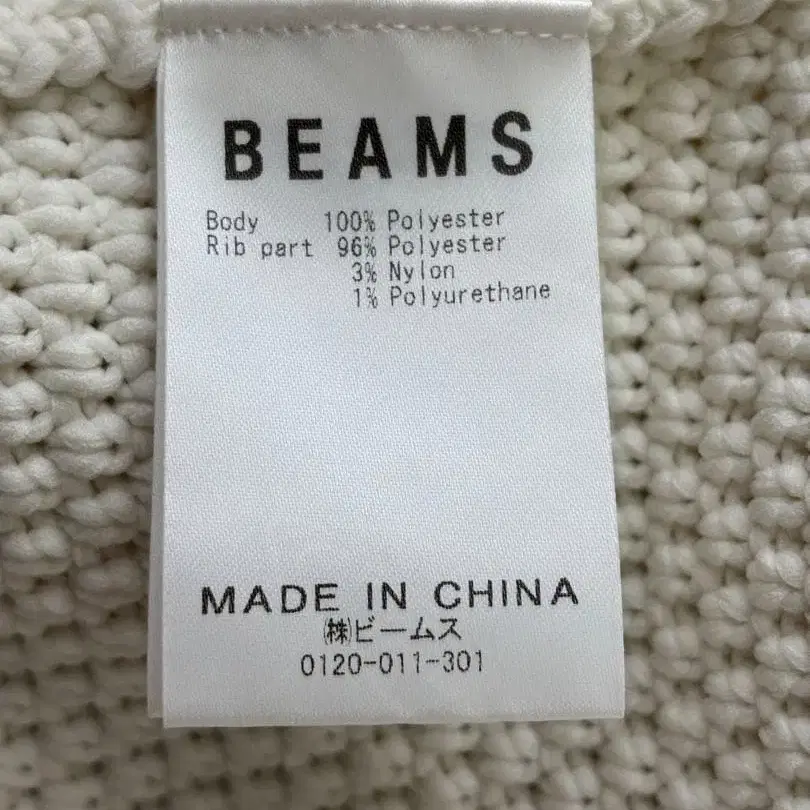 BEAMS
Body 100% Polyester
Rib part 96% Polyester
3% Nylon
1% Polyurethane
MADE IN CHINA
㈱ビームス
0120-011-301